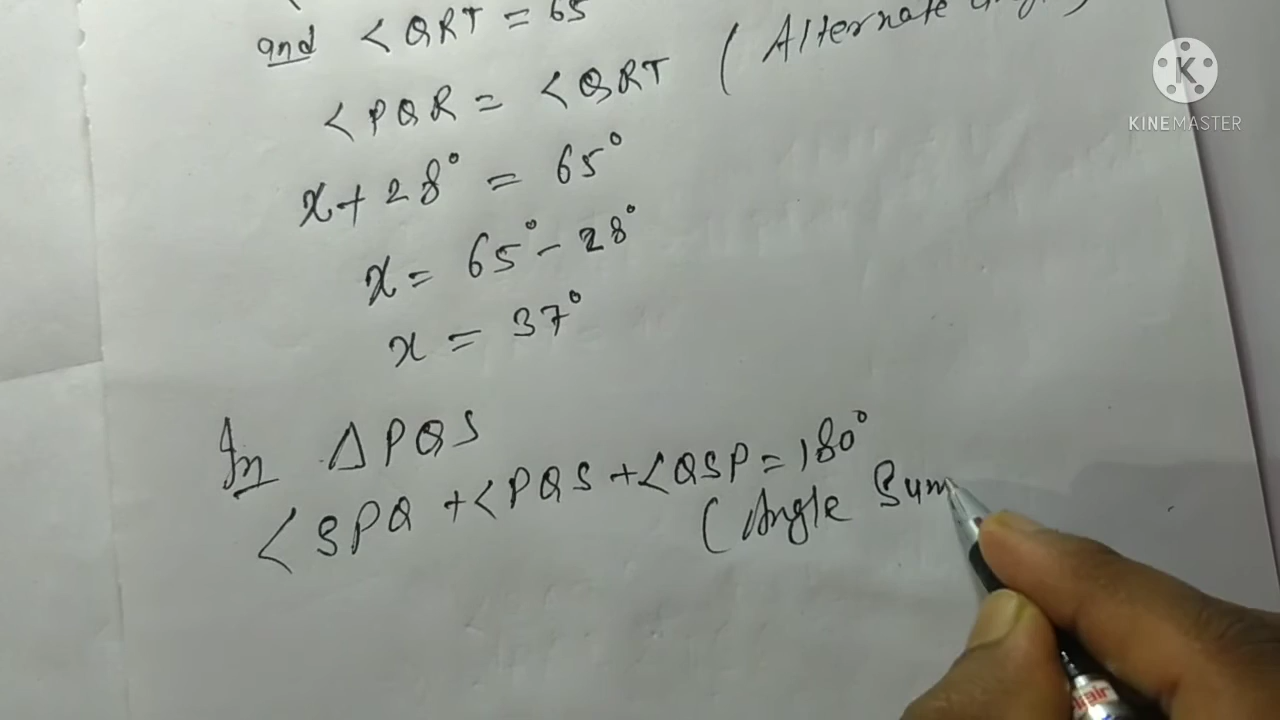 and < QRT = 65
< PQR = < QRT ( Alternate
x + 28° = 65°
x = 65° - 28°
x = 37°
In Δ PQS
< SPQ + < PQS + < QSP = 180°
( Angle Sum
K
KINEMASTER